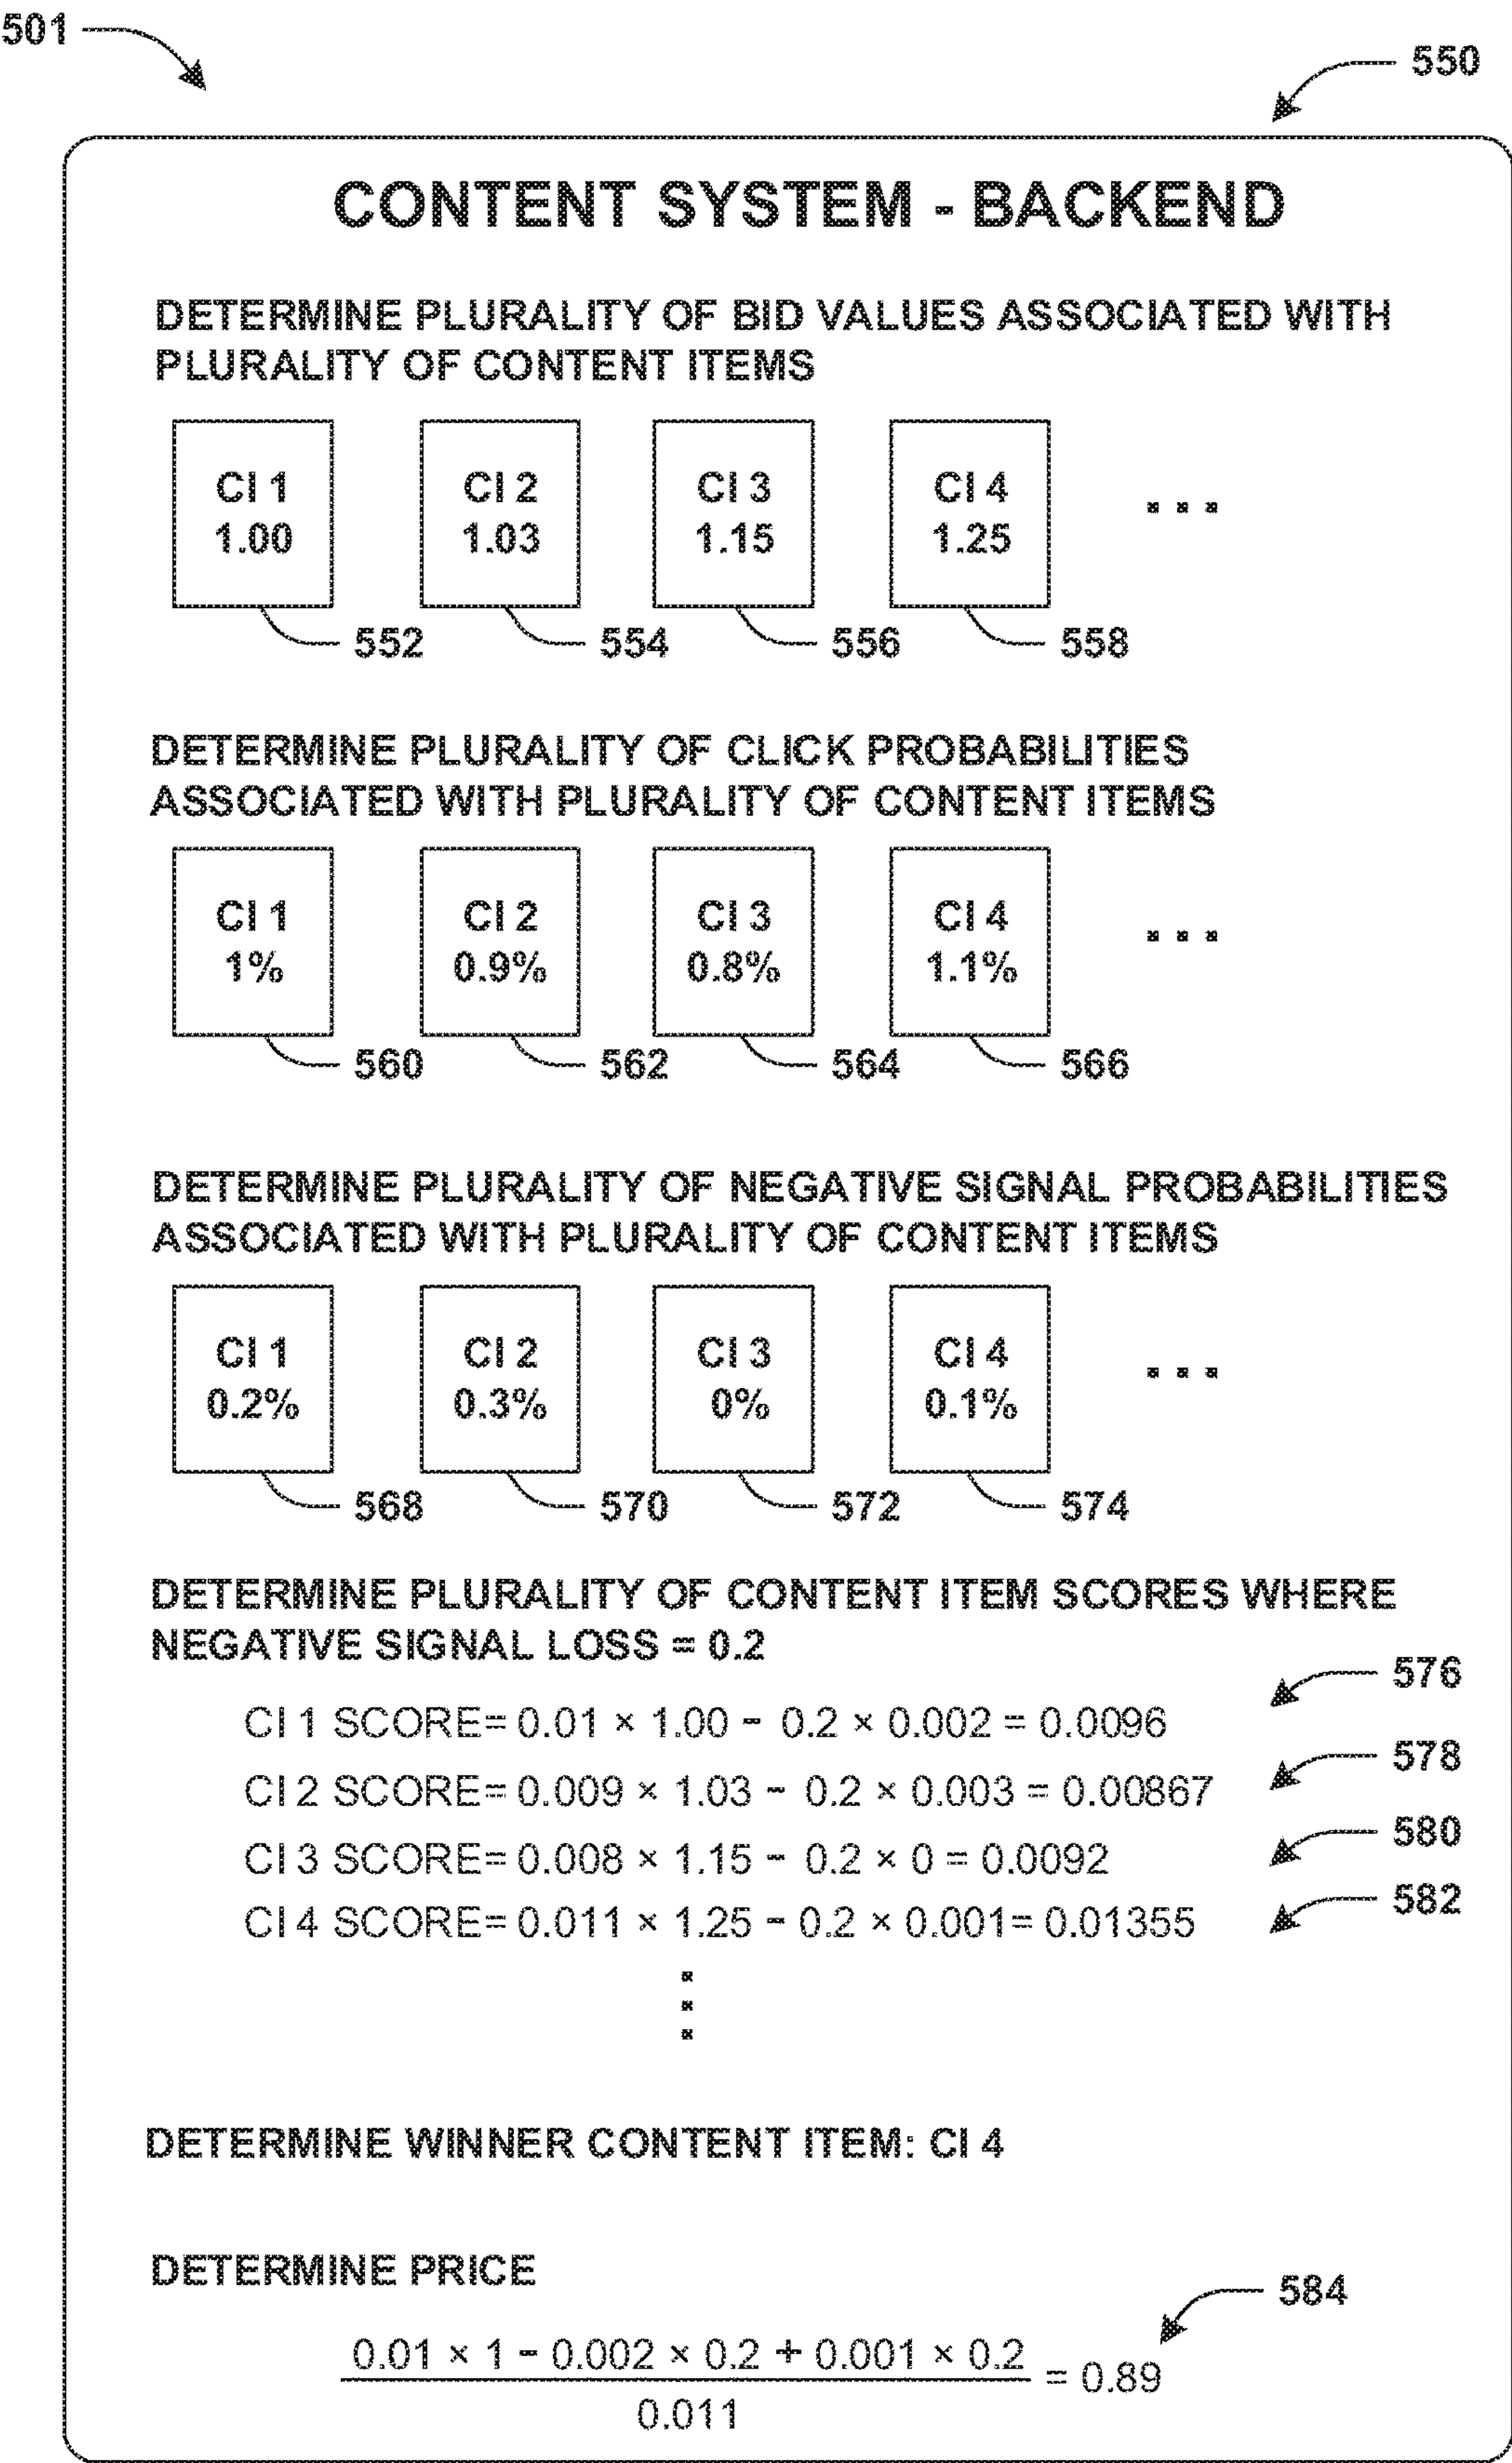 501
550
CONTENT SYSTEM - BACKEND
DETERMINE PLURALITY OF BID VALUES ASSOCIATED WITH
PLURALITY OF CONTENT ITEMS
CI 1 CI 2 CI 3 CI 4 ...
1.00 1.03 1.15 1.25
552 554 556 558
DETERMINE PLURALITY OF CLICK PROBABILITIES
ASSOCIATED WITH PLURALITY OF CONTENT ITEMS
CI 1 CI 2 CI 3 CI 4 ...
1% 0.9% 0.8% 1.1%
560 562 564 566
DETERMINE PLURALITY OF NEGATIVE SIGNAL PROBABILITIES
ASSOCIATED WITH PLURALITY OF CONTENT ITEMS
CI 1 CI 2 CI 3 CI 4 ...
0.2% 0.3% 0% 0.1%
568 570 572 574
DETERMINE PLURALITY OF CONTENT ITEM SCORES WHERE
NEGATIVE SIGNAL LOSS = 0.2
576
CI 1 SCORE= 0.01 × 1.00 - 0.2 × 0.002 = 0.0096
578
CI 2 SCORE= 0.009 × 1.03 - 0.2 × 0.003 = 0.00867
580
CI 3 SCORE= 0.008 × 1.15 - 0.2 × 0 = 0.0092
582
CI 4 SCORE= 0.011 × 1.25 - 0.2 × 0.001= 0.01355
DETERMINE WINNER CONTENT ITEM: CI 4
DETERMINE PRICE
584
0.01 × 1 - 0.002 × 0.2 + 0.001 × 0.2
= 0.89
0.011